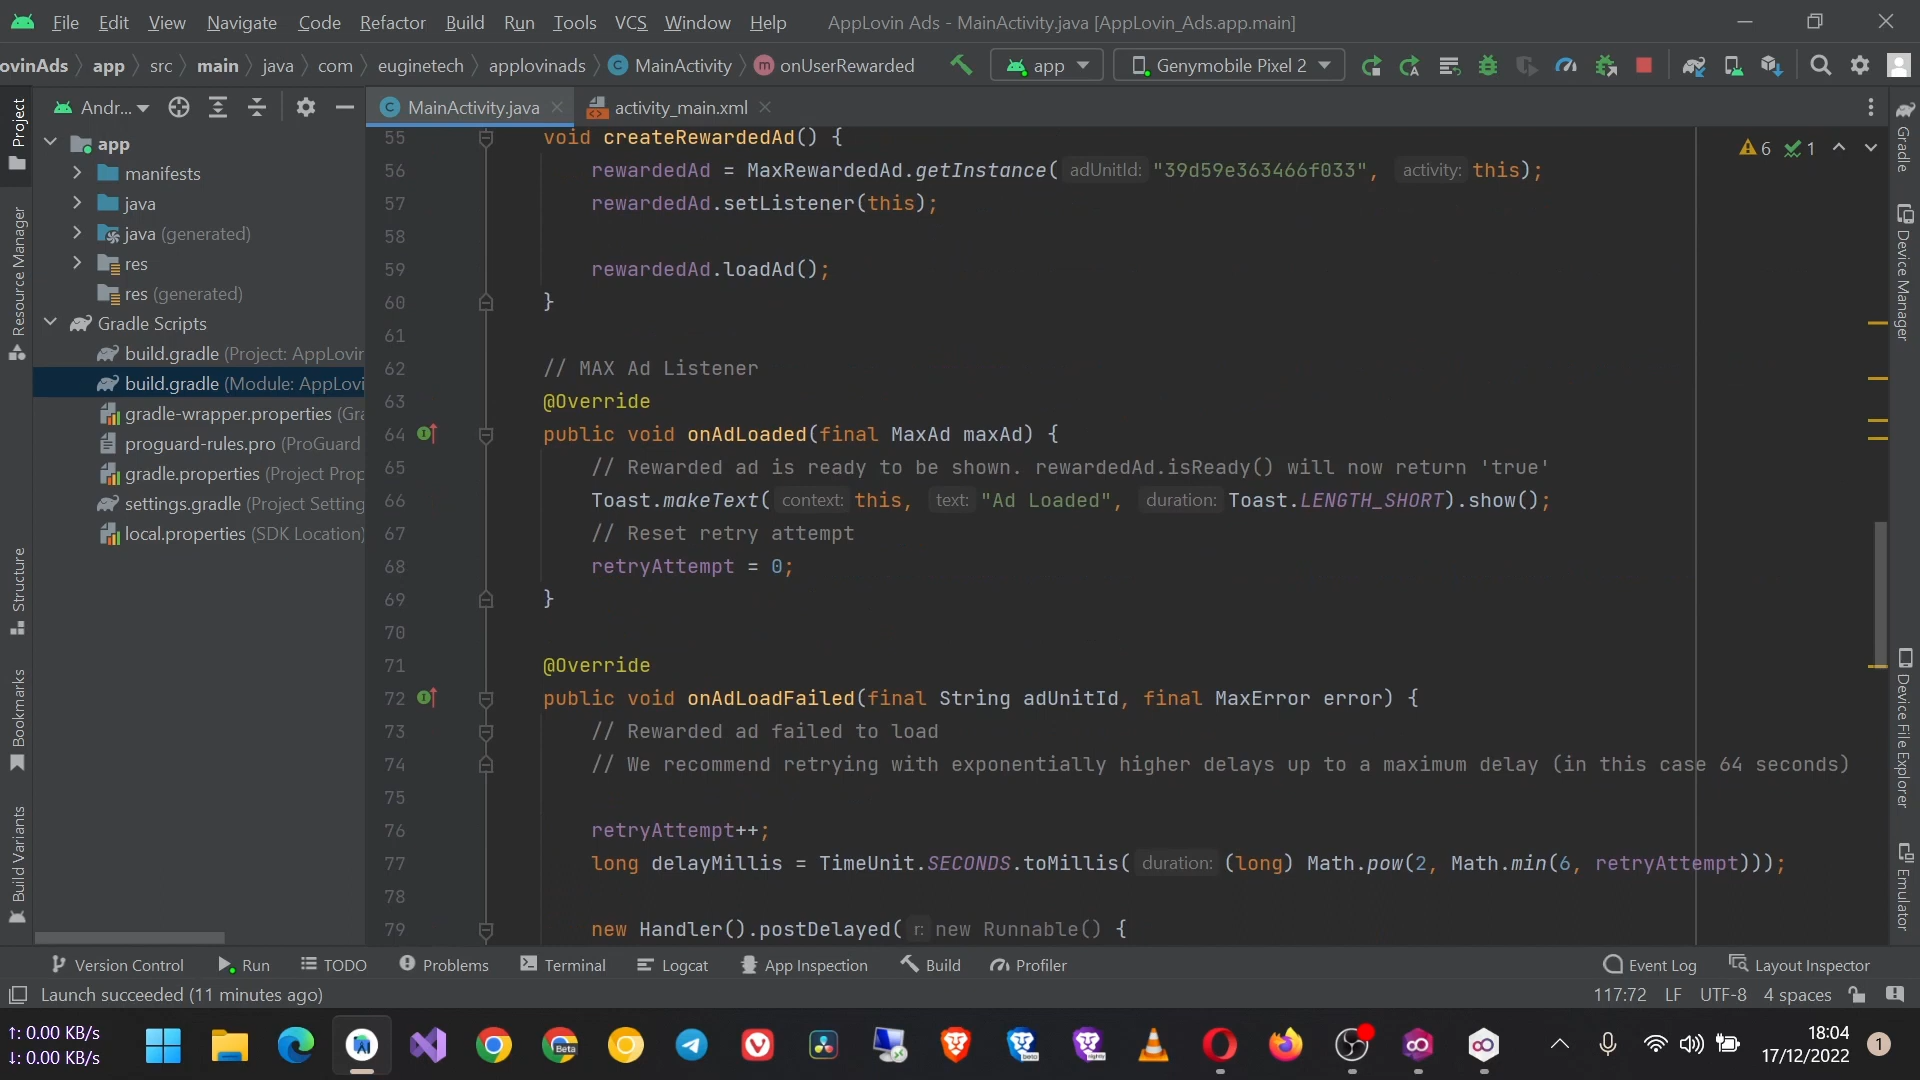 File Edit View Navigate Code Refactor Build Run Tools VCS Window Help AppLovin Ads - MainActivity.java [AppLovin_Ads.app.main]
ovinAds app src main java com euginetech applovinads C MainActivity m onUserRewarded app Genymobile Pixel 2
Project
Resource Manager
Structure
Bookmarks
Build Variants
Andr...
app
manifests
java
java (generated)
res
res (generated)
Gradle Scripts
build.gradle (Project: AppLovin
build.gradle (Module: AppLovi
gradle-wrapper.properties (Gra
proguard-rules.pro (ProGuard
gradle.properties (Project Prop
settings.gradle (Project Setting
local.properties (SDK Location)
C MainActivity.java activity_main.xml
6 1
55 void createRewardedAd() {
56 rewardedAd = MaxRewardedAd.getInstance( adUnitId: "39d59e363466f033", activity: this);
57 rewardedAd.setListener(this);
58
59 rewardedAd.loadAd();
60 }
61
62 // MAX Ad Listener
63 @Override
64 public void onAdLoaded(final MaxAd maxAd) {
65 // Rewarded ad is ready to be shown. rewardedAd.isReady() will now return 'true'
66 Toast.makeText( context: this, text: "Ad Loaded", duration: Toast.LENGTH_SHORT).show();
67 // Reset retry attempt
68 retryAttempt = 0;
69 }
70
71 @Override
72 public void onAdLoadFailed(final String adUnitId, final MaxError error) {
73 // Rewarded ad failed to load
74 // We recommend retrying with exponentially higher delays up to a maximum delay (in this case 64 seconds)
75
76 retryAttempt++;
77 long delayMillis = TimeUnit.SECONDS.toMillis( duration: (long) Math.pow(2, Math.min(6, retryAttempt)));
78
79 new Handler().postDelayed( r: new Runnable() {
Gradle
Device Manager
Device File Explorer
Emulator
Version Control Run TODO Problems Terminal Logcat App Inspection Build Profiler Event Log Layout Inspector
Launch succeeded (11 minutes ago) 117:72 LF UTF-8 4 spaces
↑: 0.00 KB/s
↓: 0.00 KB/s
Beta
beta
nightly
18:04
17/12/2022
1